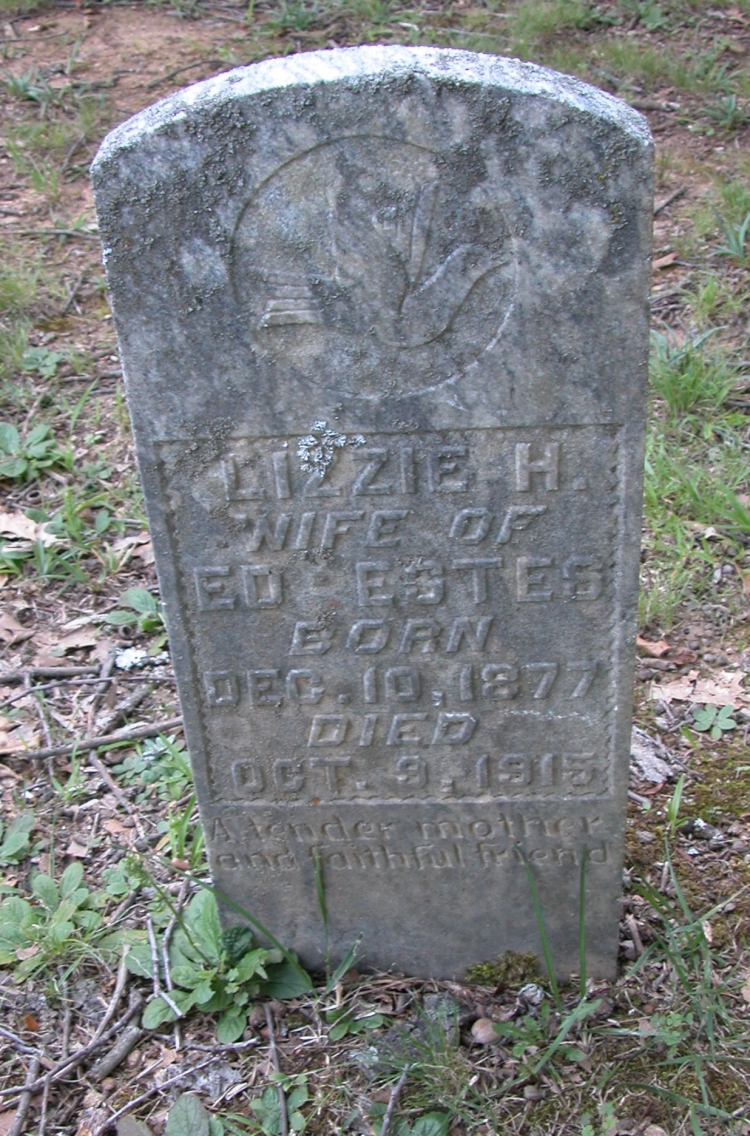 LIZZIE H.
WIFE OF
ED ESTES
BORN
DEC. 10, 1877
DIED
OCT. 9, 1915
A tender mother
and faithful friend